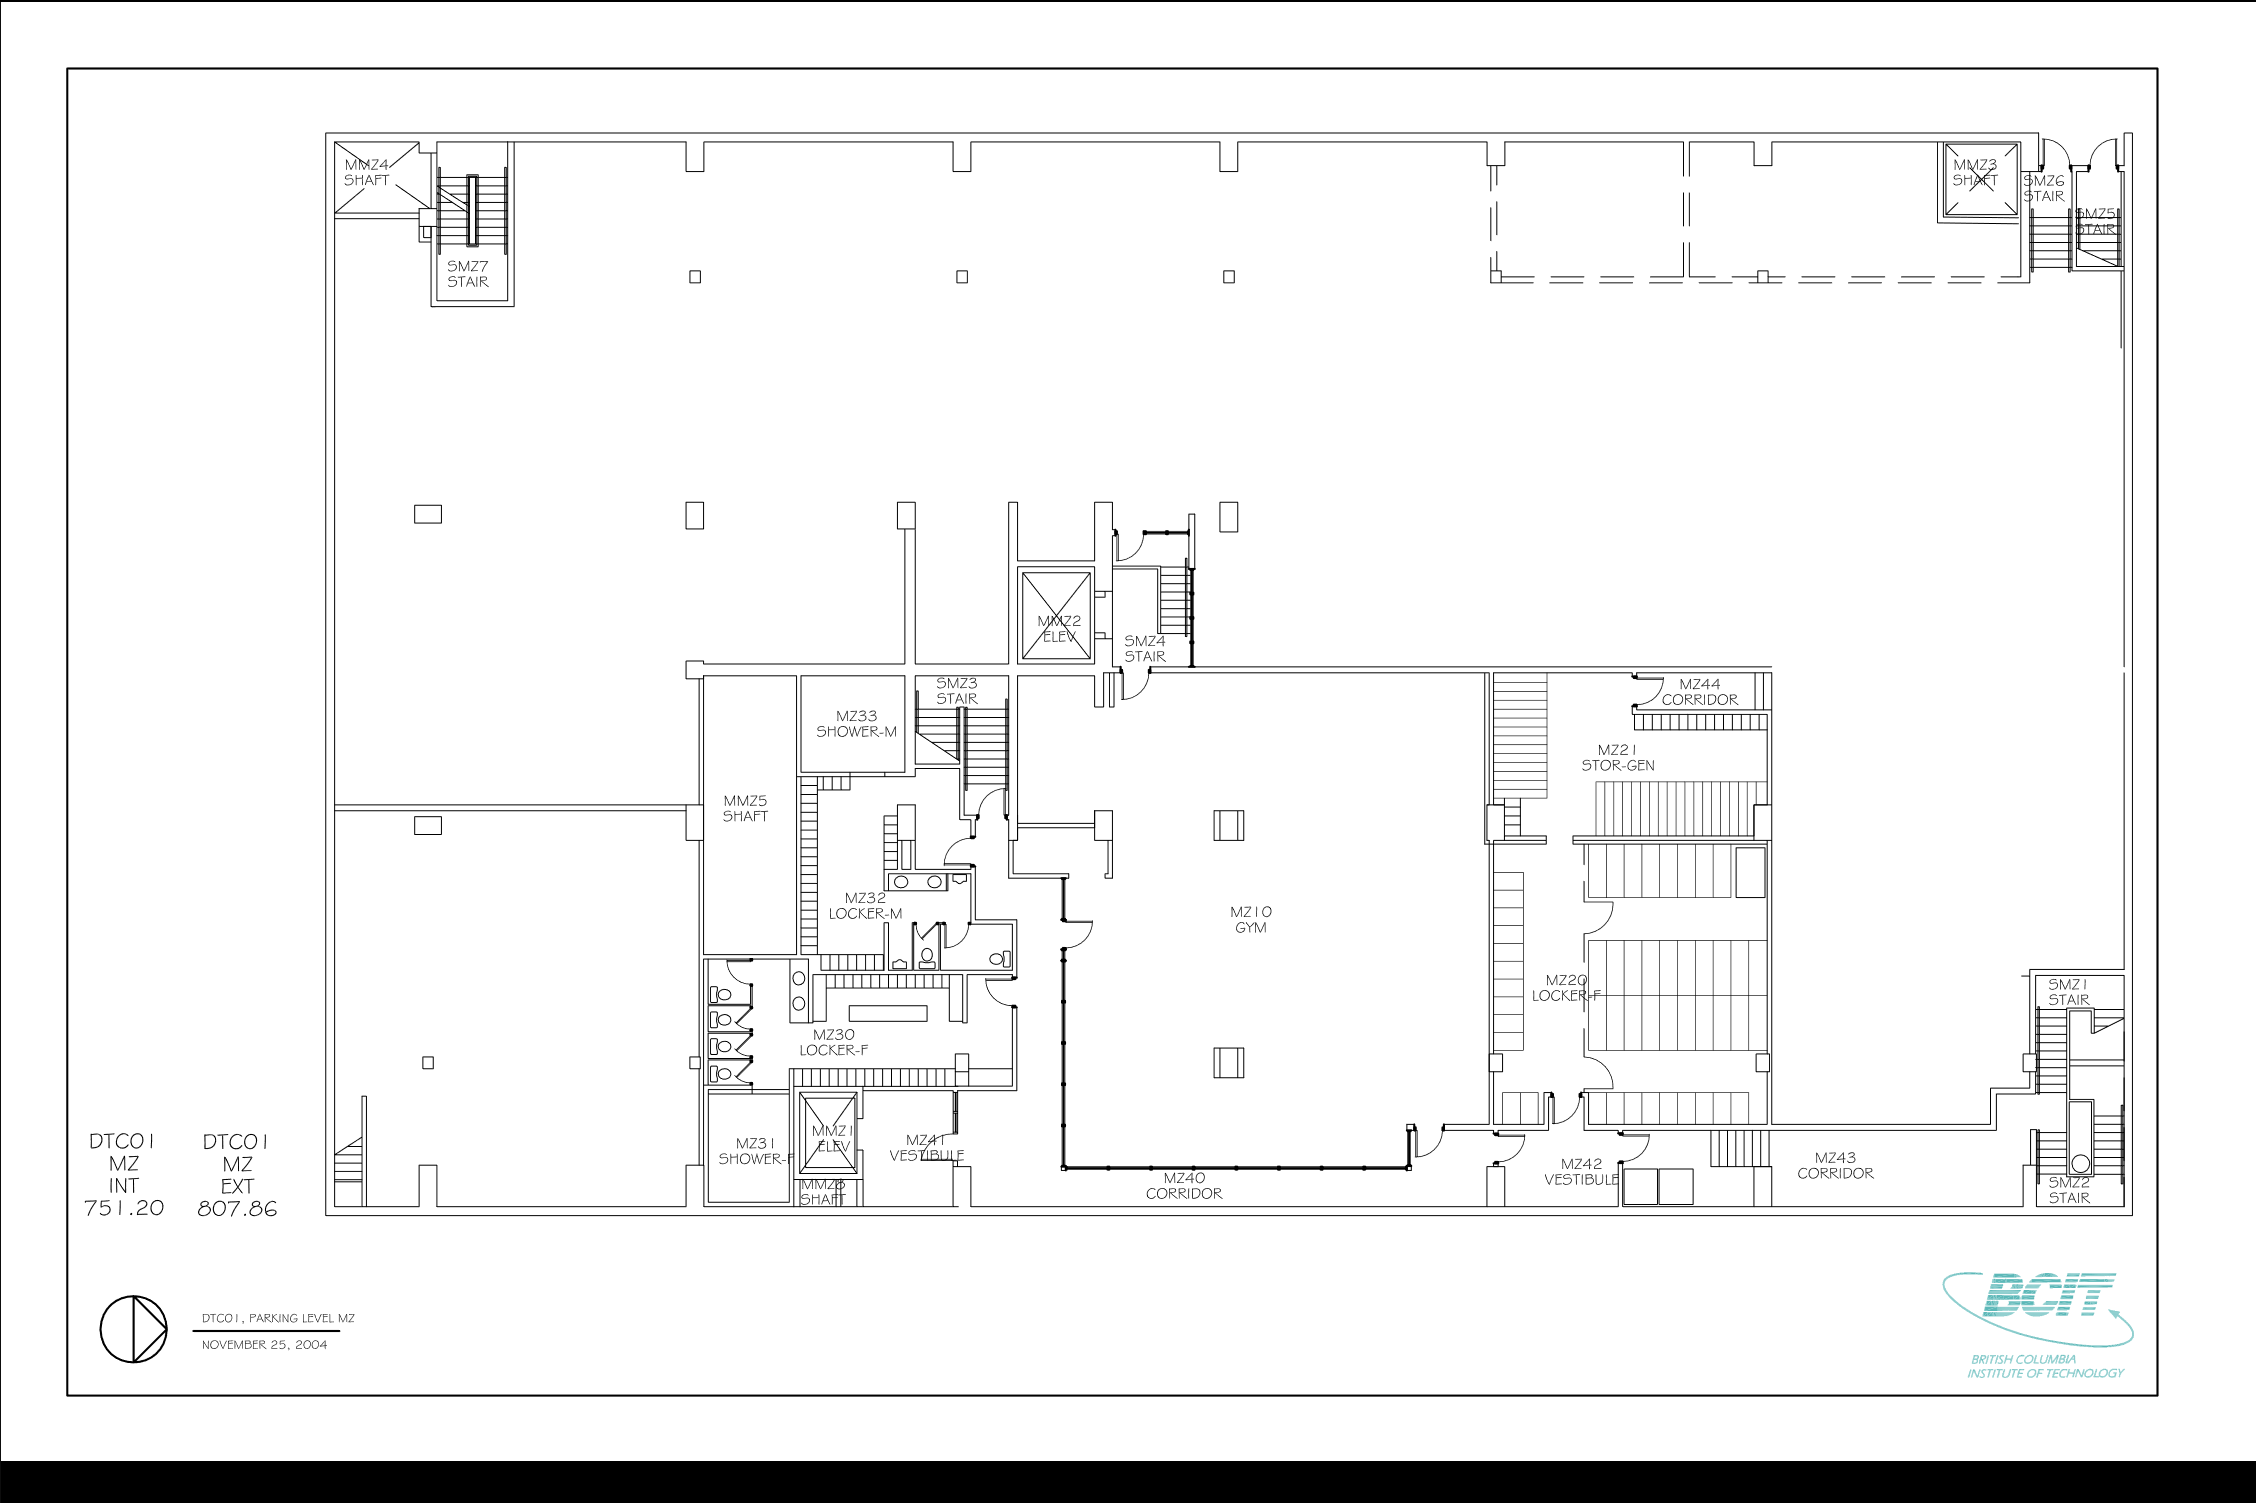 MMZ4
SHAFT
SMZ7
STAIR
MMZ3
SHAFT
SMZ6
STAIR
SMZ5
STAIR
MMZ2
ELEV
SMZ4
STAIR
SMZ3
STAIR
MZ33
SHOWER-M
MZ44
CORRIDOR
MZ21
STOR-GEN
MMZ5
SHAFT
MZ32
LOCKER-M
MZ10
GYM
MZ20
LOCKER-F
SMZ1
STAIR
MZ30
LOCKER-F
MZ31
SHOWER-F
MMZ1
ELEV
MZ41
VESTIBULE
MZ42
VESTIBULE
MZ43
CORRIDOR
MZ40
CORRIDOR
SHAFT
SMZ2
STAIR
DTC01
MZ
INT
751.20
DTC01
MZ
EXT
807.86
DTC01, PARKING LEVEL MZ
NOVEMBER 25, 2004
BCIT
BRITISH COLUMBIA
INSTITUTE OF TECHNOLOGY